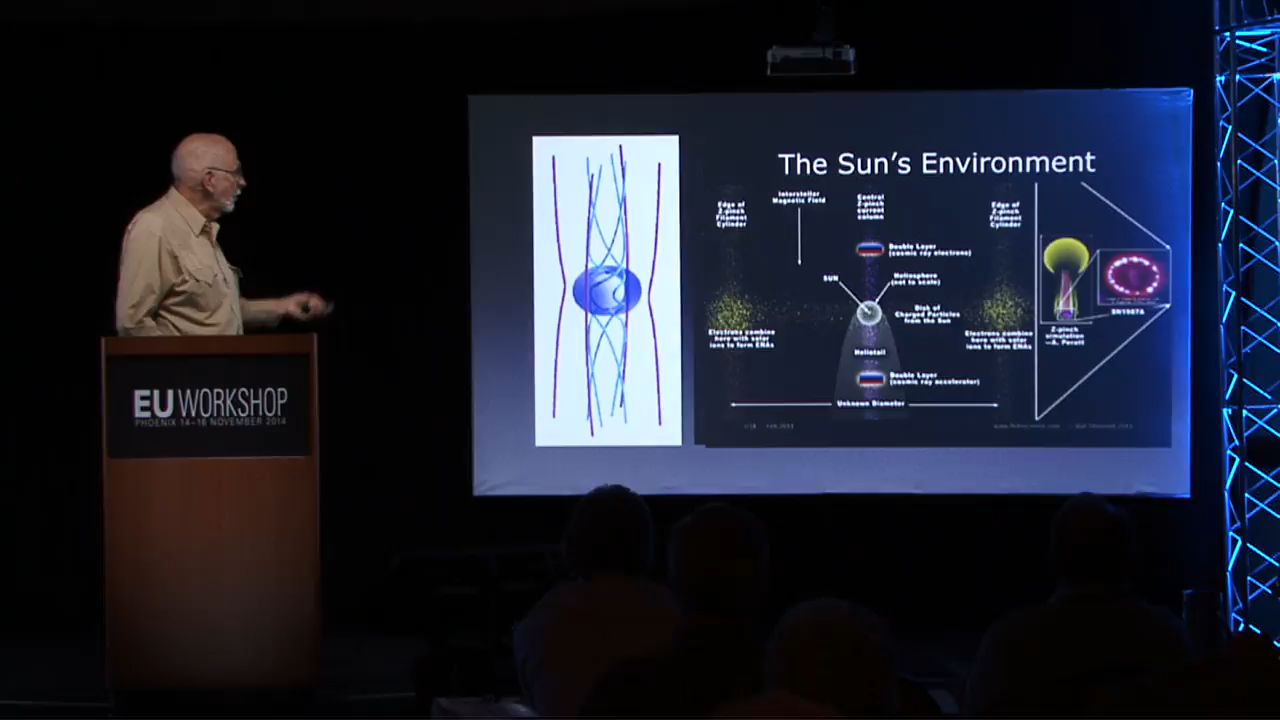 The Sun's Environment
Interstellar
Magnetic Field
Central
Z-pinch
current
column
Edge of
Z-pinch
Filament
Cylinder
Edge of
Z-pinch
Filament
Cylinder
Double Layer
(cosmic ray electrons)
SUN
Heliosphere
(not to scale)
Disk of
Charged Particles
from the Sun
Electrons combine
here with solar
ions to form ENAs
Electrons combine
here with solar
ions to form ENAs
Heliotail
Double Layer
(cosmic ray accelerator)
Unknown Diameter
SN1987A
Z-pinch
simulation
—A. Peratt
EU WORKSHOP
PHOENIX 14–16 NOVEMBER 2014